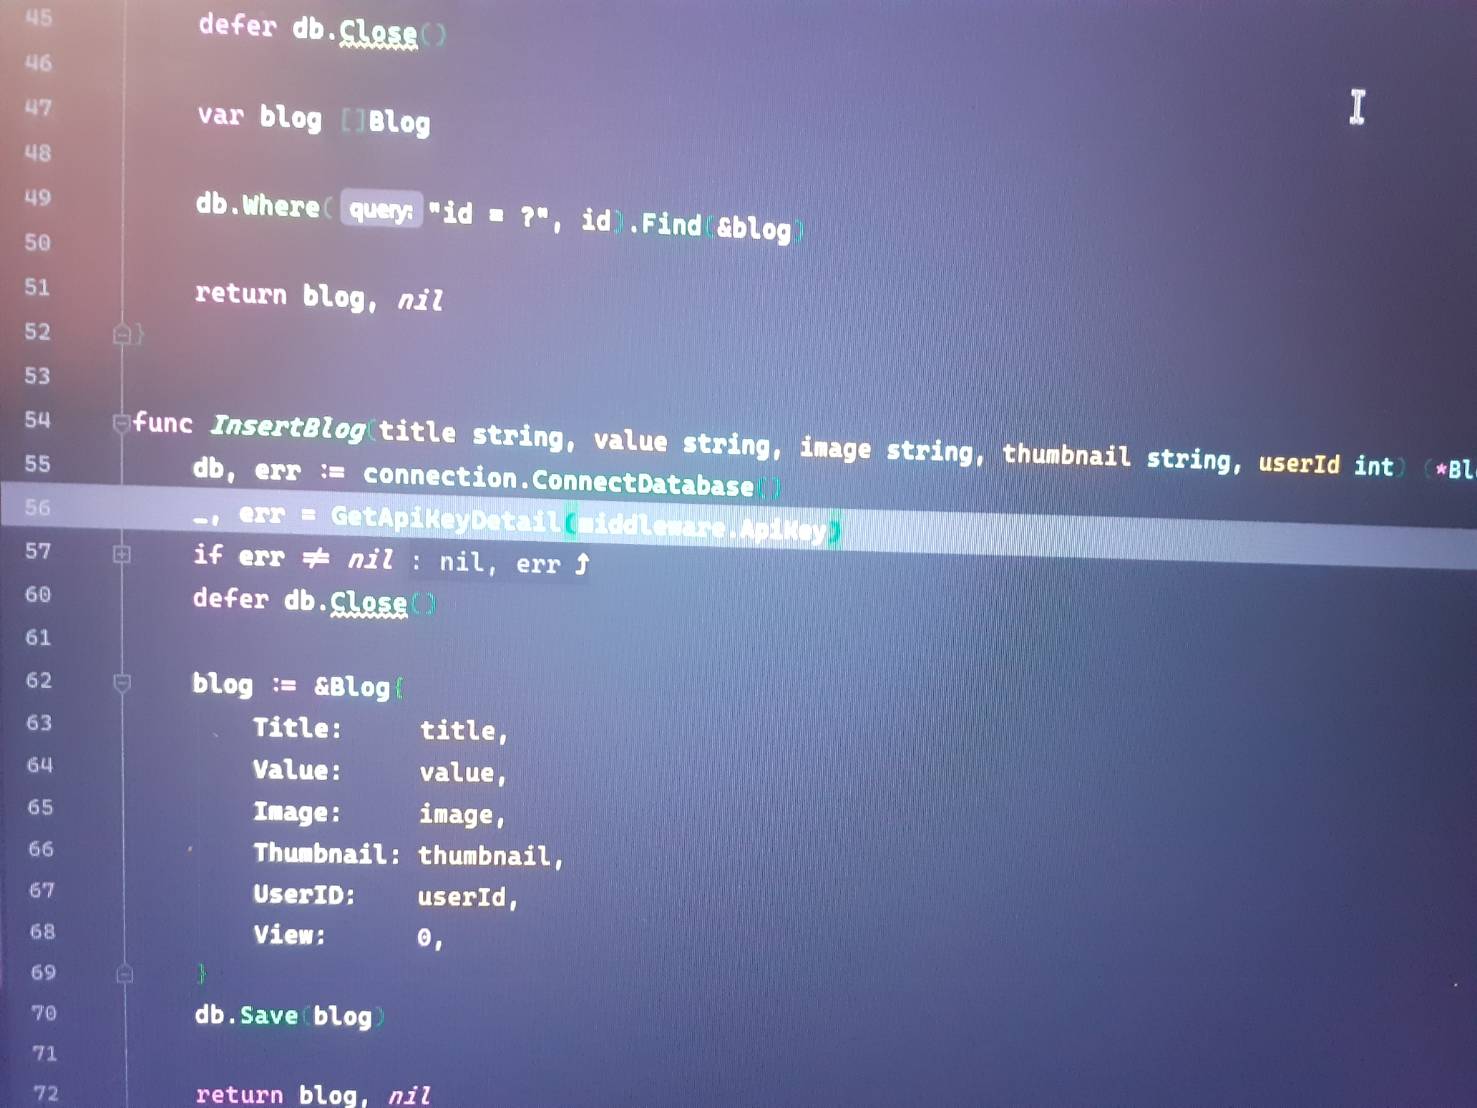 45 defer db.Close()
46
47 var blog []Blog
48
49 db.Where( query: "id = ?", id).Find(&blog)
50
51 return blog, nil
52 }
53
54 func InsertBlog(title string, value string, image string, thumbnail string, userId int) (*Bl
55 db, err := connection.ConnectDatabase()
56 _, err = GetApiKeyDetail(middleware.ApiKey)
57 if err ≠ nil : nil, err ⤴
60 defer db.Close()
61
62 blog := &Blog{
63 Title: title,
64 Value: value,
65 Image: image,
66 Thumbnail: thumbnail,
67 UserID: userId,
68 View: 0,
69 }
70 db.Save(blog)
71
72 return blog, nil